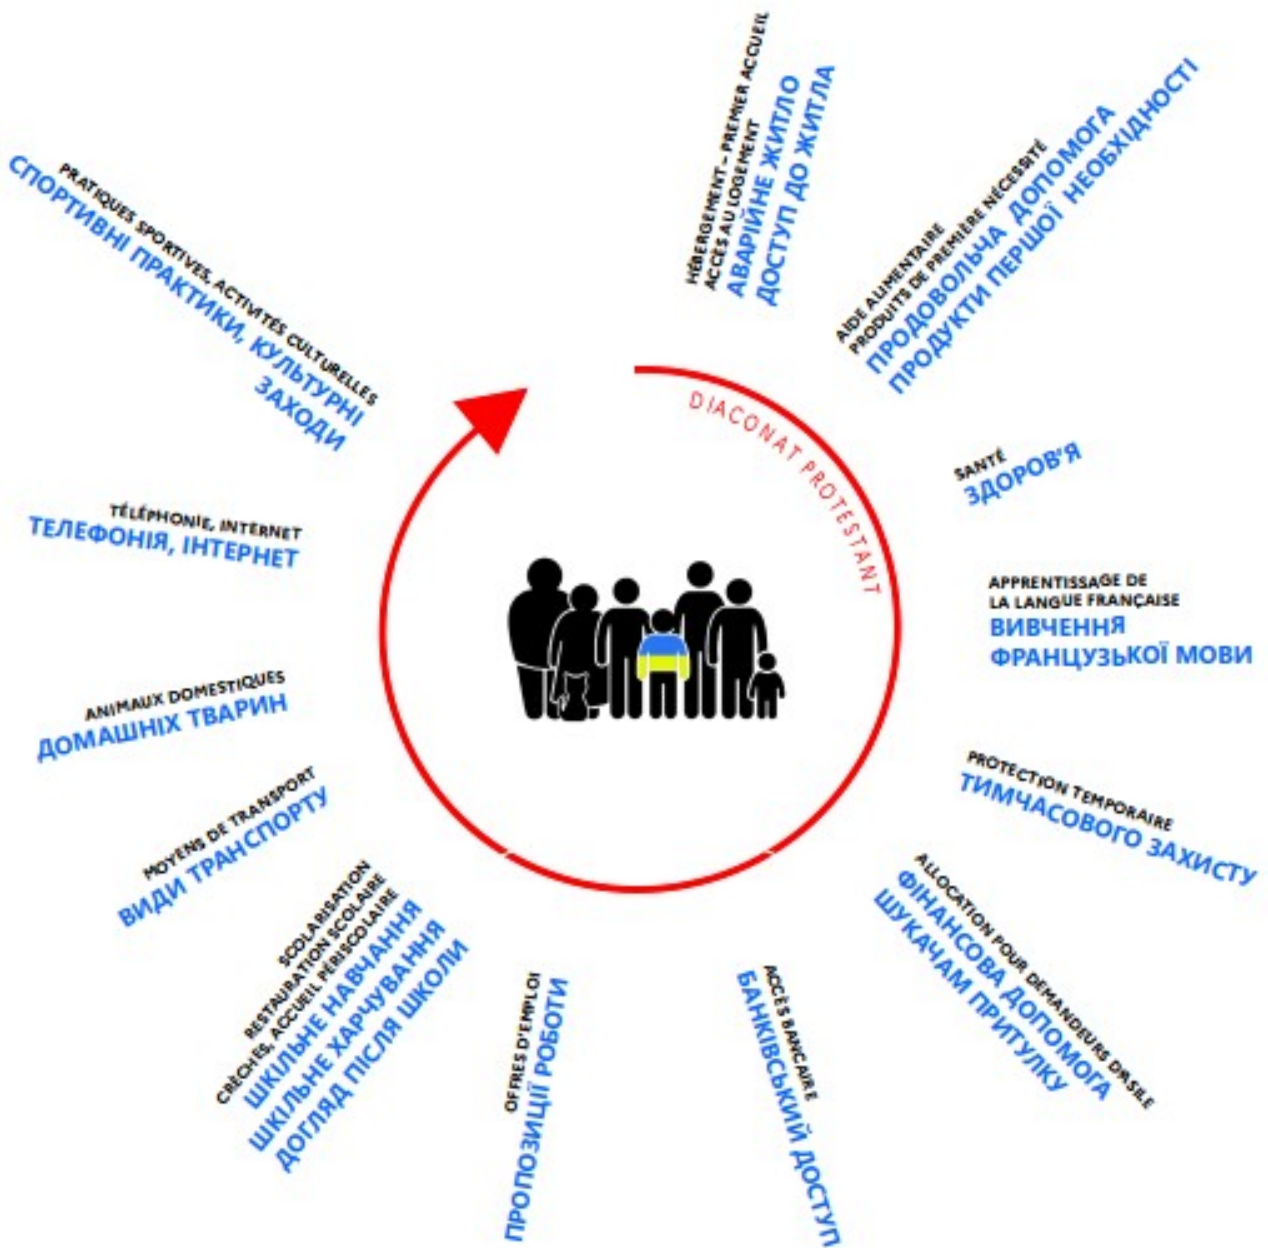 HÉBERGEMENT – PREMIER ACCUEIL
ACCÈS AU LOGEMENT
АВАРІЙНЕ ЖИТЛО
ДОСТУП ДО ЖИТЛА
AIDE ALIMENTAIRE
PRODUITS DE PREMIÈRE NÉCESSITÉ
ПРОДОВОЛЬЧА ДОПОМОГА
ПРОДУКТИ ПЕРШОЇ НЕОБХІДНОСТІ
SANTÉ
ЗДОРОВ'Я
APPRENTISSAGE DE
LA LANGUE FRANÇAISE
ВИВЧЕННЯ
ФРАНЦУЗЬКОЇ МОВИ
PROTECTION TEMPORAIRE
ТИМЧАСОВОГО ЗАХИСТУ
ALLOCATION POUR DEMANDEURS D'ASILE
ФІНАНСОВА ДОПОМОГА
ШУКАЧАМ ПРИТУЛКУ
ACCÈS BANCAIRE
БАНКІВСЬКИЙ ДОСТУП
OFFRES D'EMPLOI
ПРОПОЗИЦІЇ РОБОТИ
SCOLARISATION
RESTAURATION SCOLAIRE
CRÈCHES, ACCUEIL PÉRISCOLAIRE
ШКІЛЬНЕ НАВЧАННЯ
ШКІЛЬНЕ ХАРЧУВАННЯ
ДОГЛЯД ПІСЛЯ ШКОЛИ
MOYENS DE TRANSPORT
ВИДИ ТРАНСПОРТУ
ANIMAUX DOMESTIQUES
ДОМАШНІХ ТВАРИН
TÉLÉPHONIE, INTERNET
ТЕЛЕФОНІЯ, ІНТЕРНЕТ
PRATIQUES SPORTIVES, ACTIVITÉS CULTURELLES
СПОРТИВНІ ПРАКТИКИ, КУЛЬТУРНІ
ЗАХОДИ
DIACONAT PROTESTANT